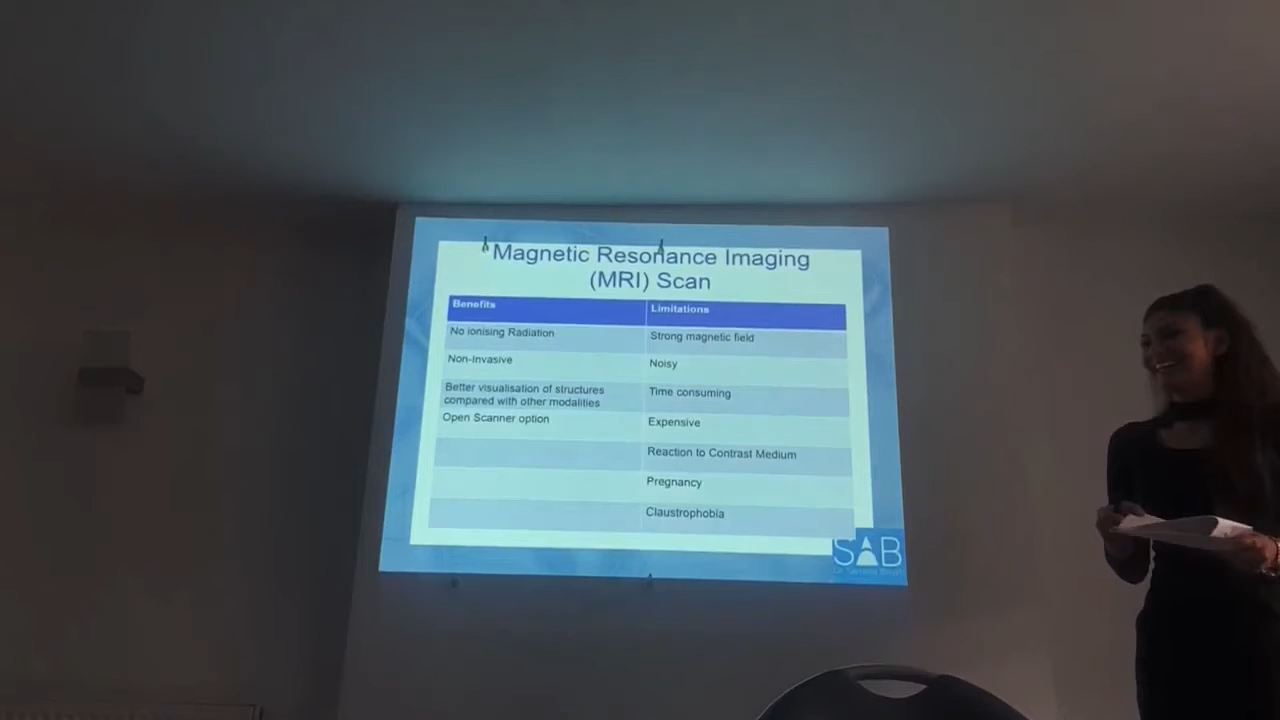 Magnetic Resonance Imaging
(MRI) Scan
Benefits
Limitations
No ionising Radiation
Strong magnetic field
Non-Invasive
Noisy
Better visualisation of structures
compared with other modalities
Time consuming
Open Scanner option
Expensive
Reaction to Contrast Medium
Pregnancy
Claustrophobia
SAB